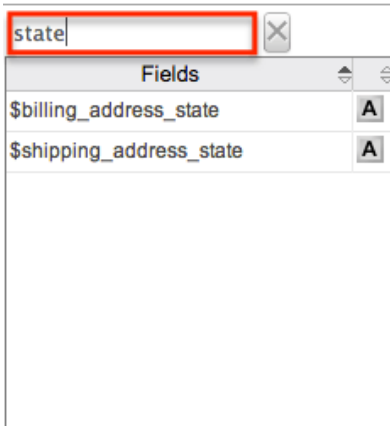 state
Fields
$billing_address_state A
$shipping_address_state A